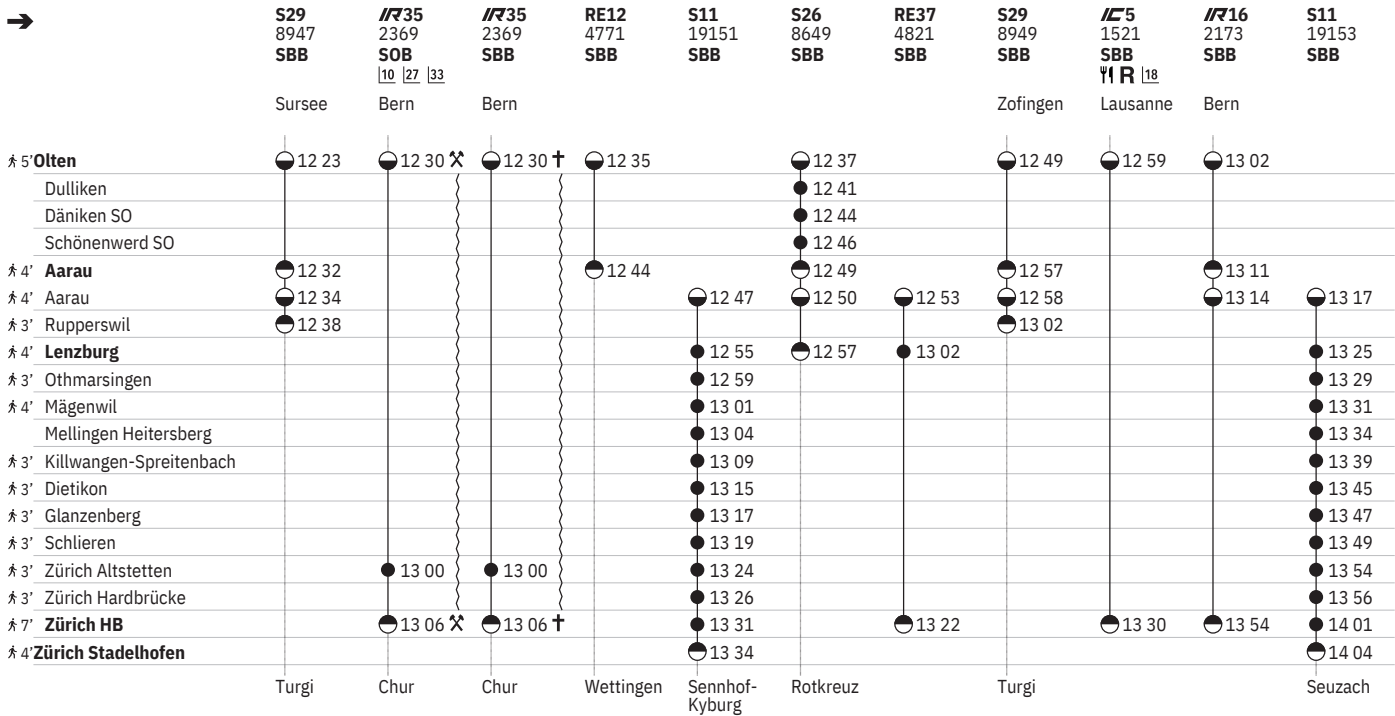 ➔ S29 IR35 IR35 RE12 S11 S26 RE37 S29 IC5 IR16 S11
8947 2369 2369 4771 19151 8649 4821 8949 1521 2173 19153
SBB SOB SBB SBB SBB SBB SBB SBB SBB SBB SBB
10 27 33 R 18
Sursee Bern Bern Zofingen Lausanne Bern
5' Olten 12 23 12 30 12 30 12 35 12 37 12 49 12 59 13 02
Dulliken 12 41
Däniken SO 12 44
Schönenwerd SO 12 46
4' Aarau 12 32 12 44 12 49 12 57 13 11
4' Aarau 12 34 12 47 12 50 12 53 12 58 13 14 13 17
3' Rupperswil 12 38 13 02
4' Lenzburg 12 55 12 57 13 02 13 25
3' Othmarsingen 12 59 13 29
4' Mägenwil 13 01 13 31
Mellingen Heitersberg 13 04 13 34
3' Killwangen-Spreitenbach 13 09 13 39
3' Dietikon 13 15 13 45
3' Glanzenberg 13 17 13 47
3' Schlieren 13 19 13 49
3' Zürich Altstetten 13 00 13 00 13 24 13 54
3' Zürich Hardbrücke 13 26 13 56
7' Zürich HB 13 06 13 06 13 31 13 22 13 30 13 54 14 01
4' Zürich Stadelhofen 13 34 14 04
Turgi Chur Chur Wettingen Sennhof- Rotkreuz Turgi Seuzach
Kyburg